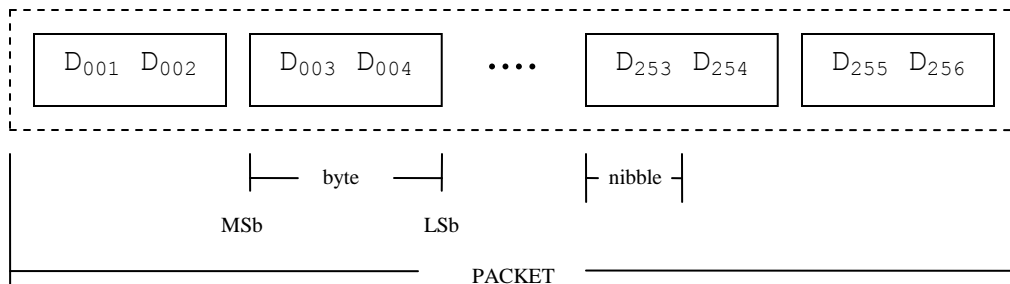 D001 D002 D003 D004 .... D253 D254 D255 D256
byte nibble
MSb LSb
PACKET